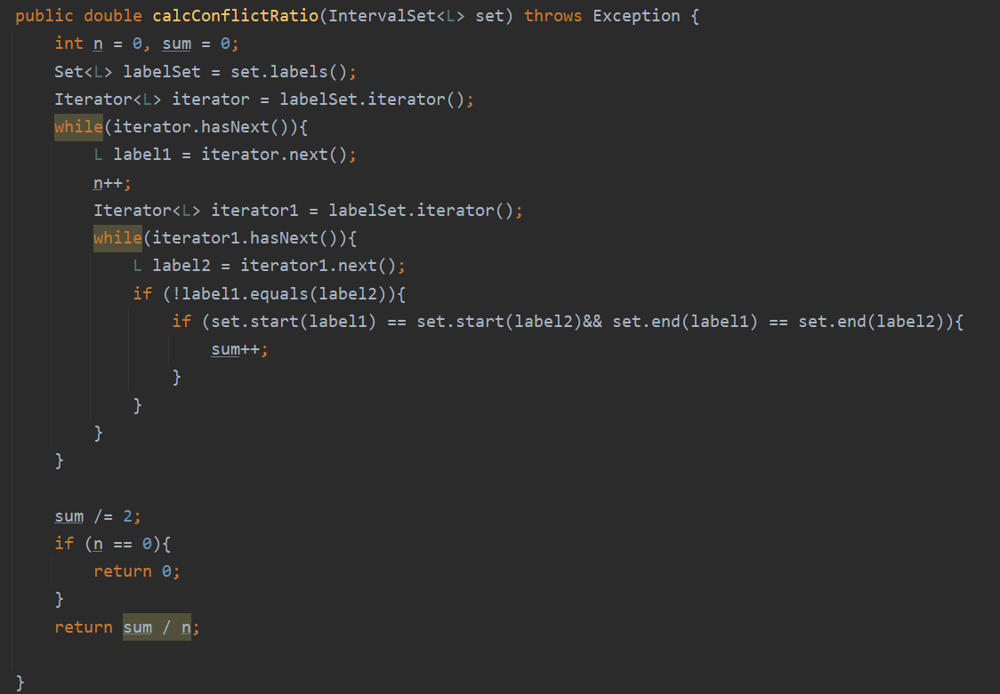 public double calcConflictRatio(IntervalSet<L> set) throws Exception {
    int n = 0, sum = 0;
    Set<L> labelSet = set.labels();
    Iterator<L> iterator = labelSet.iterator();
    while(iterator.hasNext()){
        L label1 = iterator.next();
        n++;
        Iterator<L> iterator1 = labelSet.iterator();
        while(iterator1.hasNext()){
            L label2 = iterator1.next();
            if (!label1.equals(label2)){
                if (set.start(label1) == set.start(label2)&& set.end(label1) == set.end(label2)){
                    sum++;
                }
            }
        }
    }

    sum /= 2;
    if (n == 0){
        return 0;
    }
    return sum / n;

}